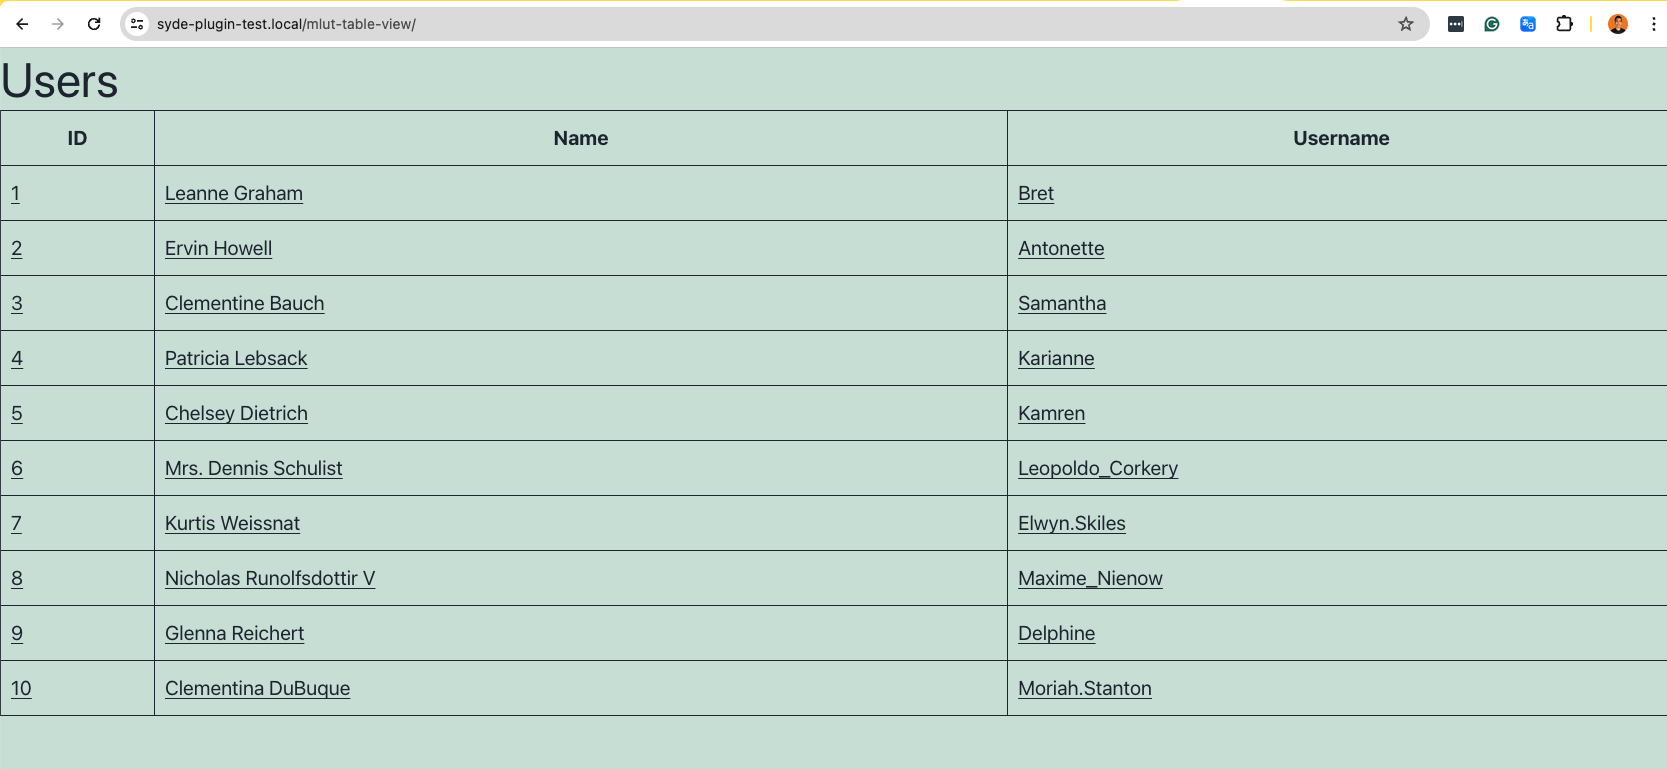 syde-plugin-test.local/mlut-table-view/
Users
ID Name Username
1 Leanne Graham Bret
2 Ervin Howell Antonette
3 Clementine Bauch Samantha
4 Patricia Lebsack Karianne
5 Chelsey Dietrich Kamren
6 Mrs. Dennis Schulist Leopoldo_Corkery
7 Kurtis Weissnat Elwyn.Skiles
8 Nicholas Runolfsdottir V Maxime_Nienow
9 Glenna Reichert Delphine
10 Clementina DuBuque Moriah.Stanton